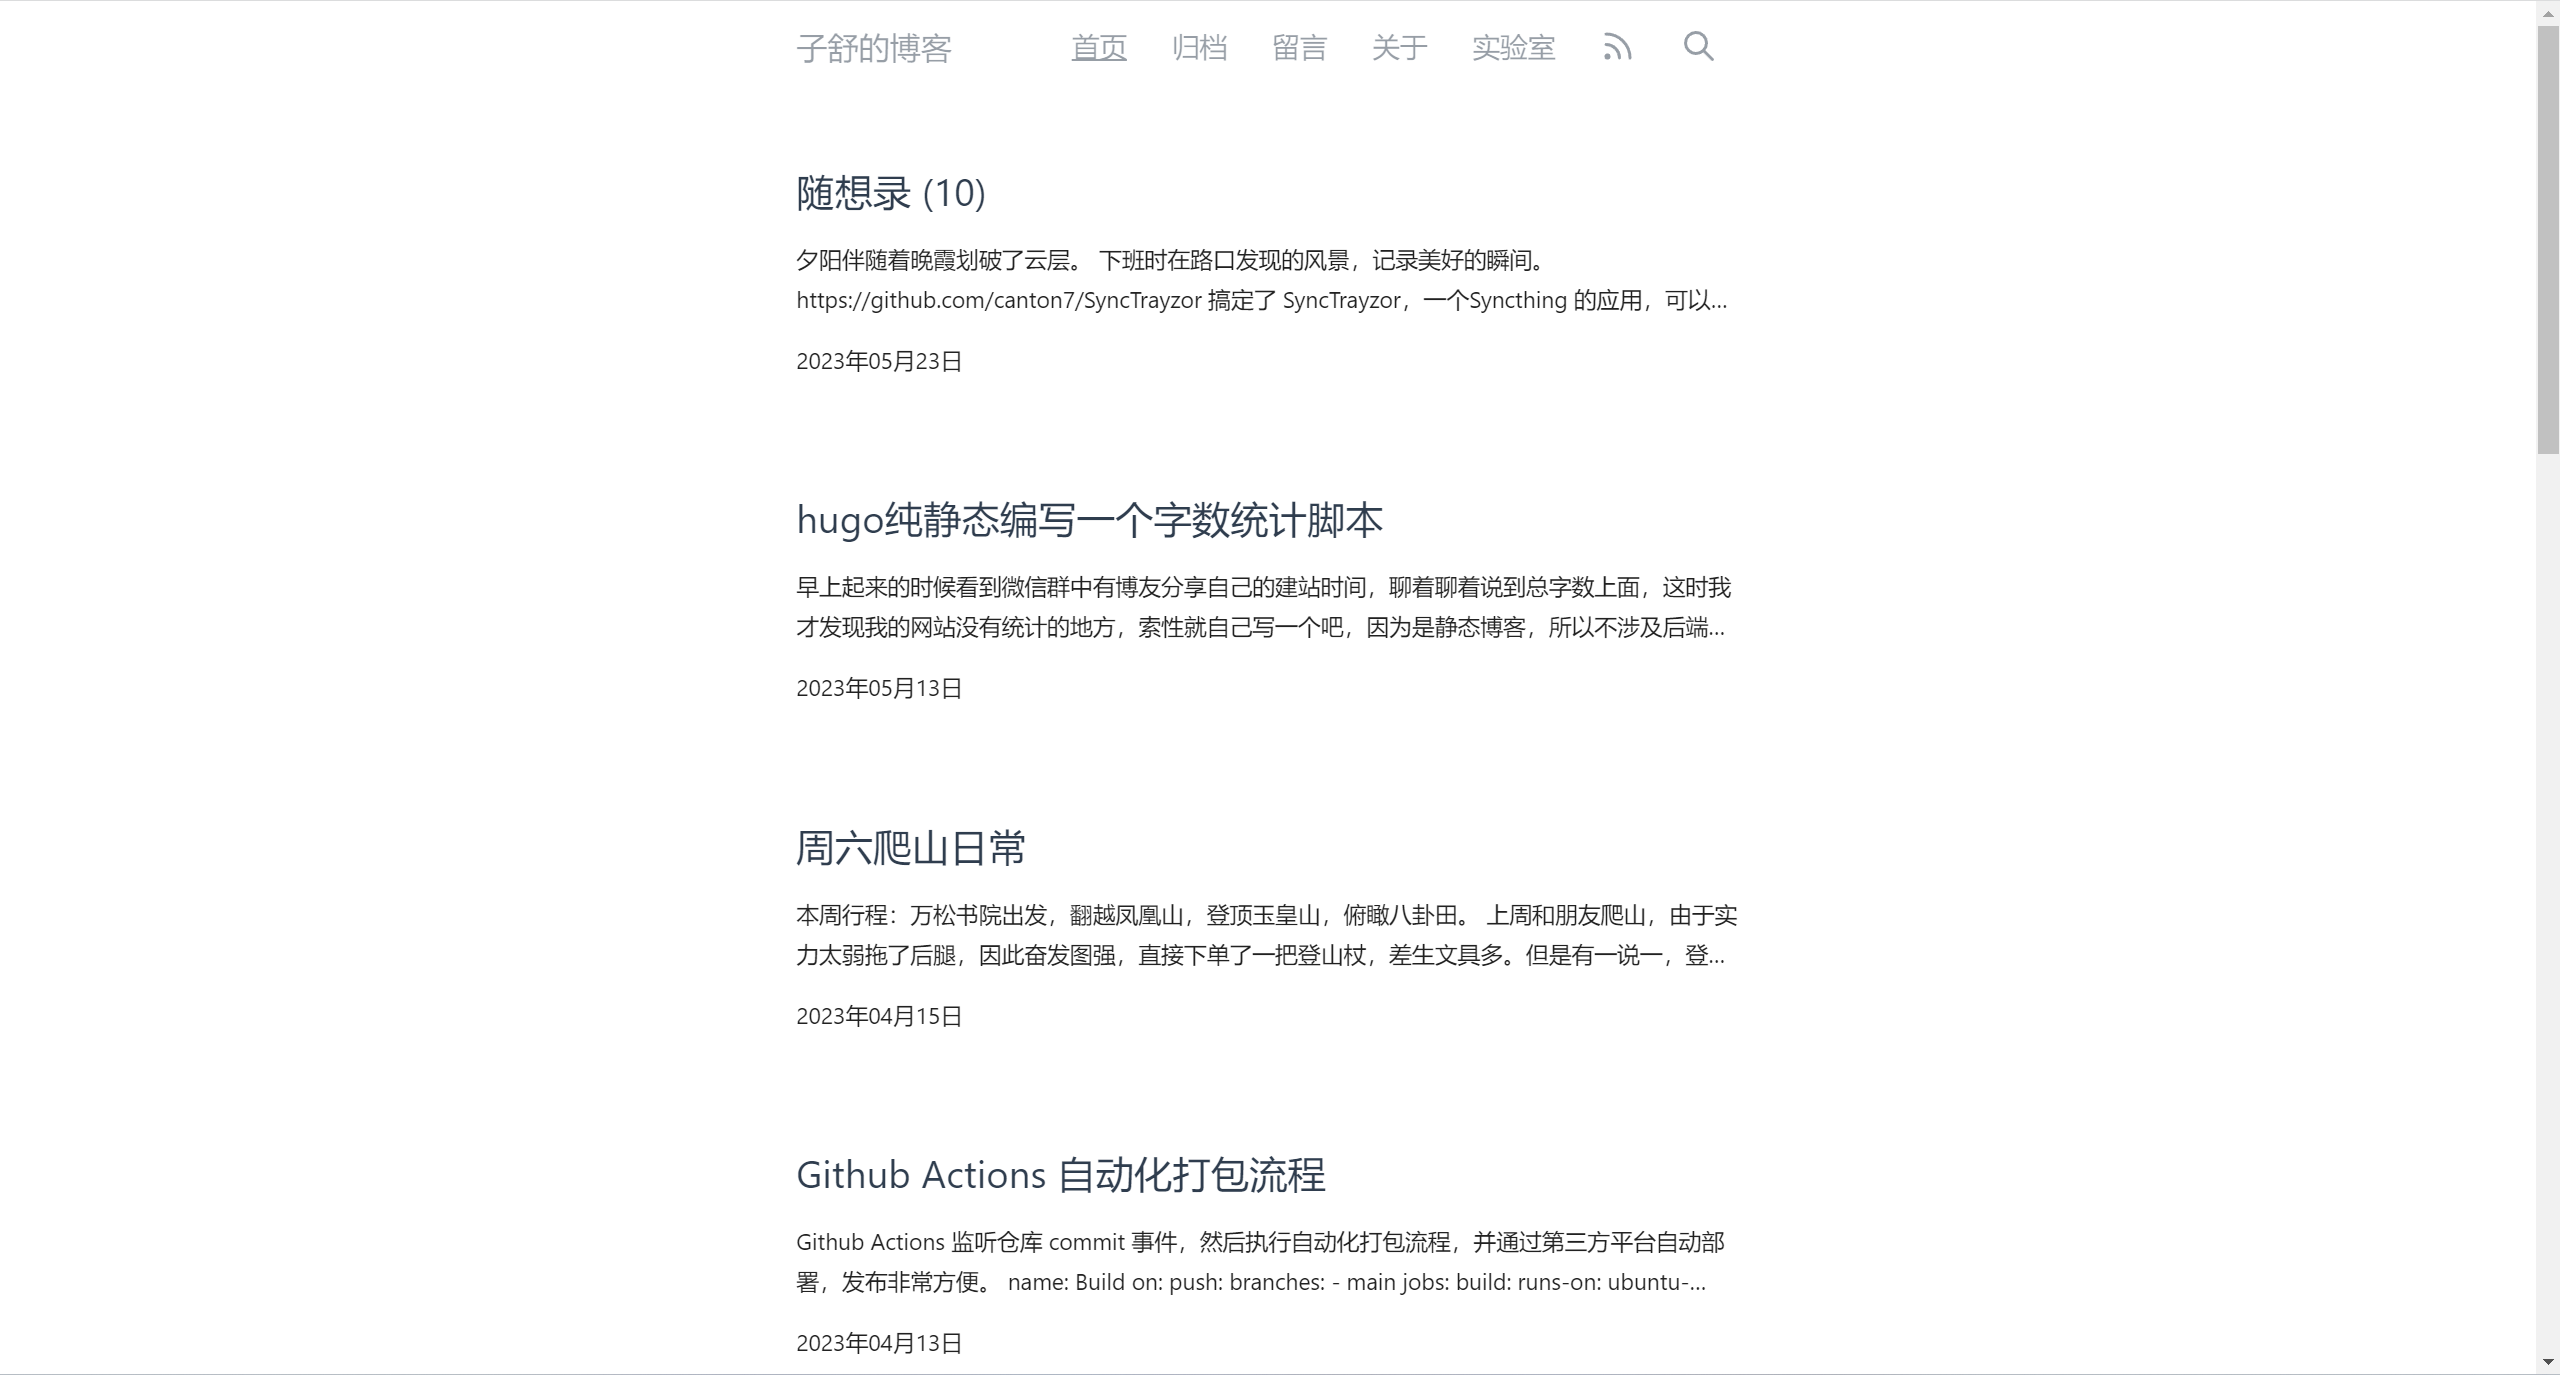 子舒的博客 首页 归档 留言 关于 实验室
随想录 (10)
夕阳伴随着晚霞划破了云层。 下班时在路口发现的风景，记录美好的瞬间。
https://github.com/canton7/SyncTrayzor 搞定了 SyncTrayzor，一个Syncthing 的应用，可以...
2023年05月23日
hugo纯静态编写一个字数统计脚本
早上起来的时候看到微信群中有博友分享自己的建站时间，聊着聊着说到总字数上面，这时我
才发现我的网站没有统计的地方，索性就自己写一个吧，因为是静态博客，所以不涉及后端...
2023年05月13日
周六爬山日常
本周行程：万松书院出发，翻越凤凰山，登顶玉皇山，俯瞰八卦田。 上周和朋友爬山，由于实
力太弱拖了后腿，因此奋发图强，直接下单了一把登山杖，差生文具多。但是有一说一，登...
2023年04月15日
Github Actions 自动化打包流程
Github Actions 监听仓库 commit 事件，然后执行自动化打包流程，并通过第三方平台自动部
署，发布非常方便。 name: Build on: push: branches: - main jobs: build: runs-on: ubuntu-...
2023年04月13日